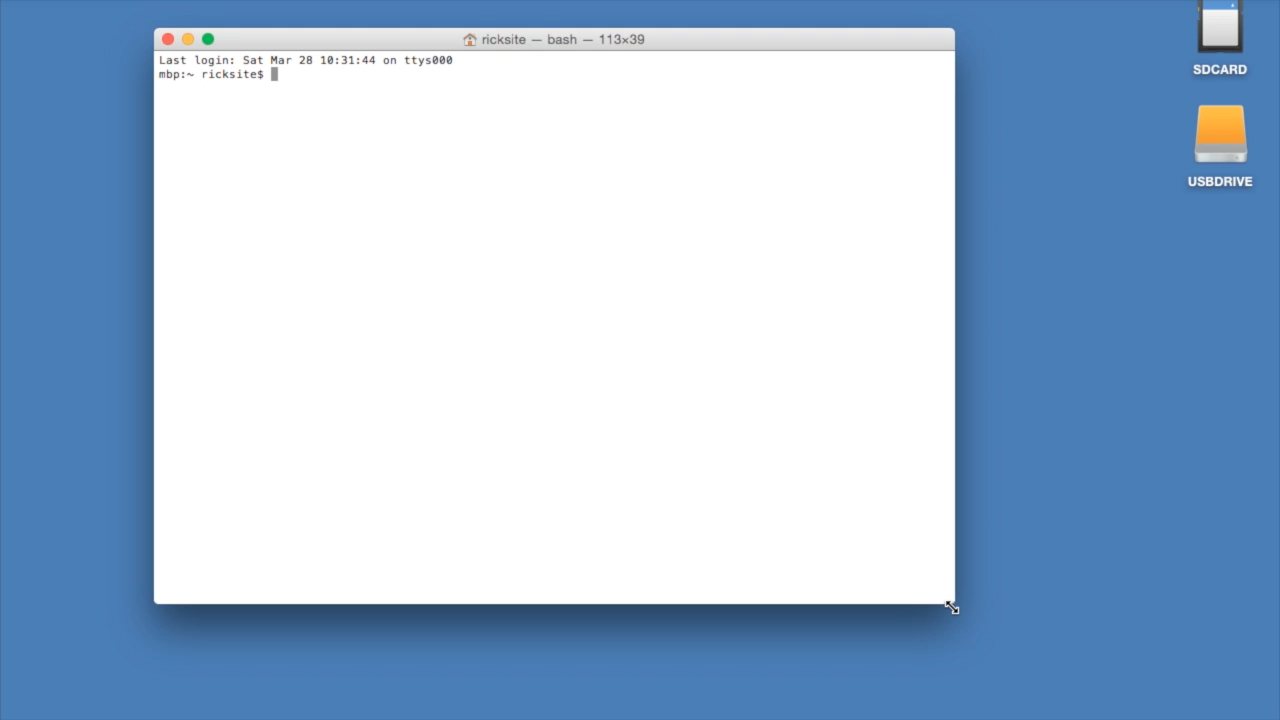 ricksite — bash — 113×39
Last login: Sat Mar 28 10:31:44 on ttys000
mbp:~ ricksite$
SDCARD
USBDRIVE